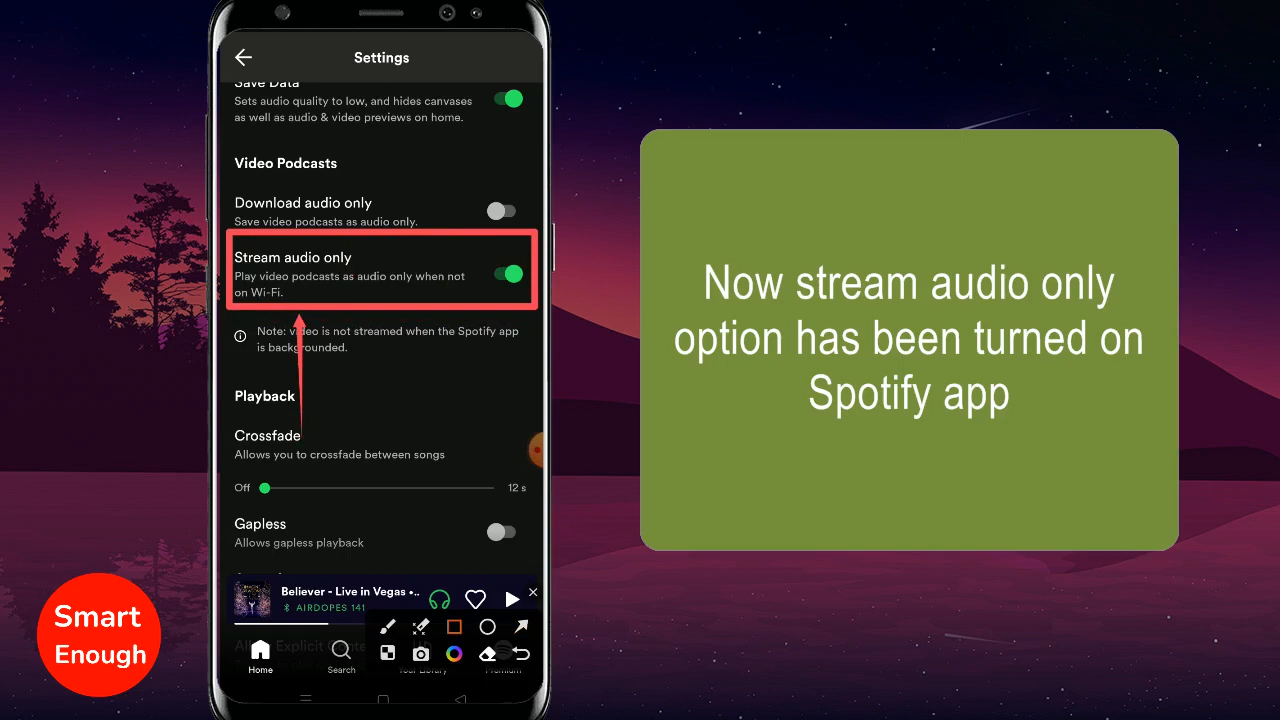 Settings
Save Data
Sets audio quality to low, and hides canvases
as well as audio & video previews on home.
Video Podcasts
Download audio only
Save video podcasts as audio only.
Stream audio only
Play video podcasts as audio only when not
on Wi-Fi.
Note: video is not streamed when the Spotify app
is backgrounded.
Playback
Crossfade
Allows you to crossfade between songs
Off
12 s
Gapless
Allows gapless playback
Believer - Live in Vegas •..
AIRDOPES 141
Home
Search
Your Library
Premium
Now stream audio only
option has been turned on
Spotify app
Smart
Enough